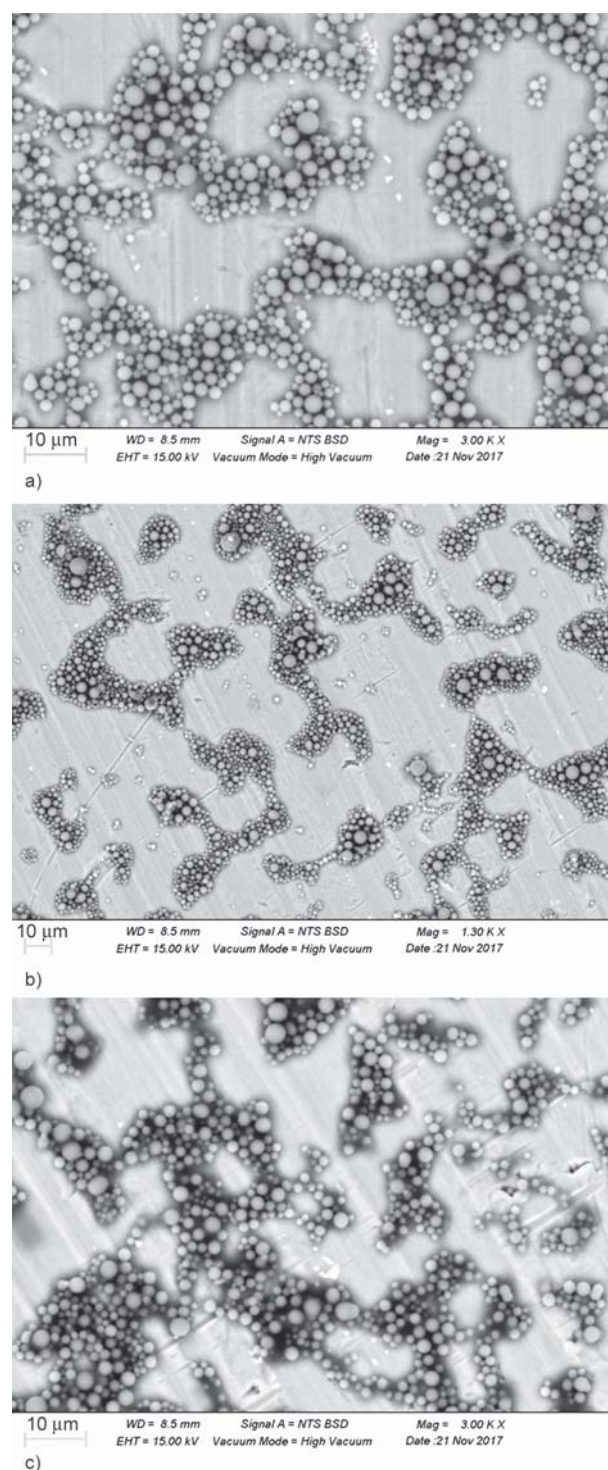 10 µm WD = 8.5 mm Signal A = NTS BSD Mag = 3.00 K X
EHT = 15.00 kV Vacuum Mode = High Vacuum Date :21 Nov 2017
a)
10 µm WD = 8.5 mm Signal A = NTS BSD Mag = 1.30 K X
EHT = 15.00 kV Vacuum Mode = High Vacuum Date :21 Nov 2017
b)
10 µm WD = 8.5 mm Signal A = NTS BSD Mag = 3.00 K X
EHT = 15.00 kV Vacuum Mode = High Vacuum Date :21 Nov 2017
c)